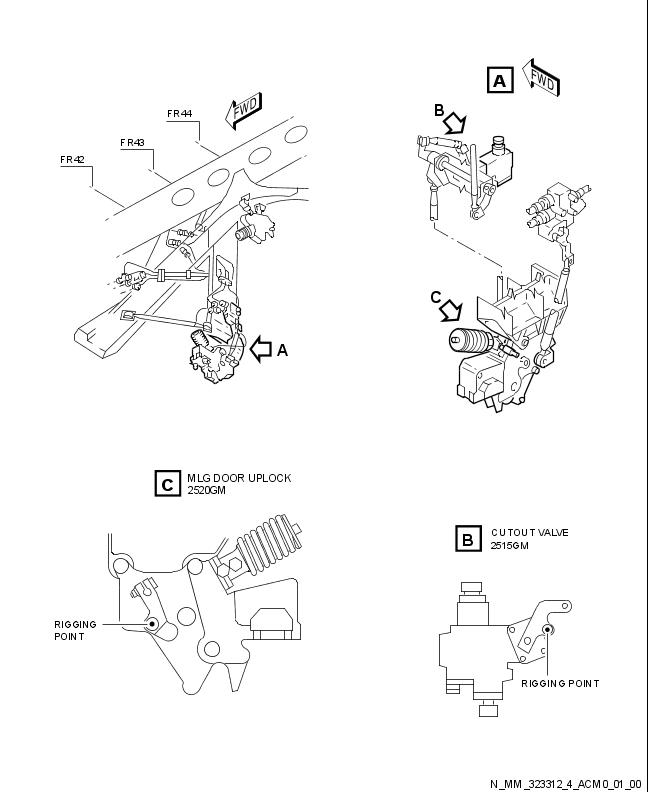 A
FWD
B
FWD
FR44
FR43
FR42
C
A
C
MLG DOOR UPLOCK
2520GM
B
CUTOUT VALVE
2515GM
RIGGING
POINT
RIGGING POINT
N_MM_323312_4_ACM0_01_00